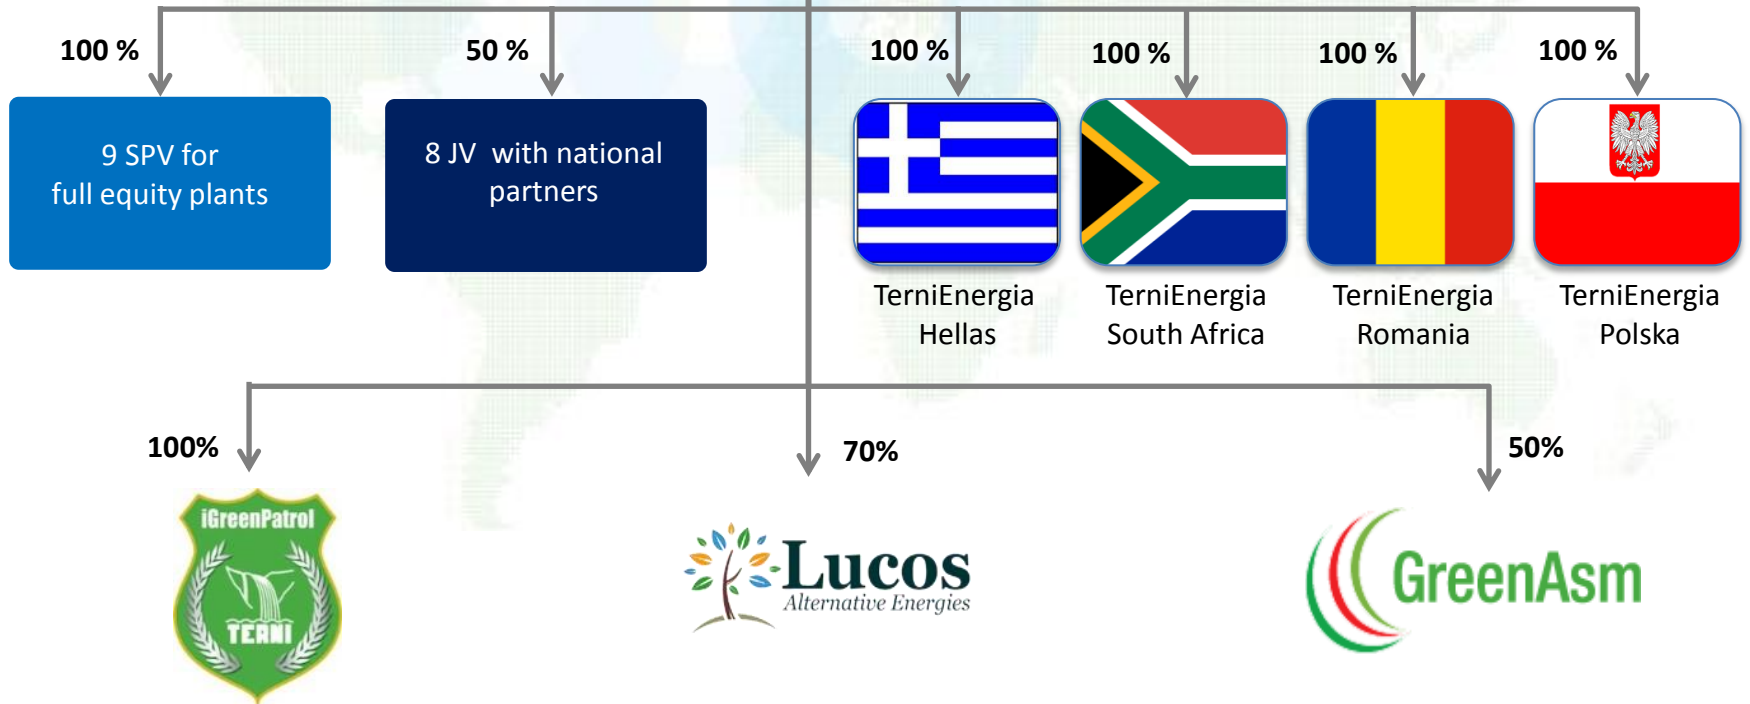 100 %
50 %
100 %
100 %
100 %
100 %
9 SPV for
full equity plants
8 JV with national
partners
TerniEnergia
Hellas
TerniEnergia
South Africa
TerniEnergia
Romania
TerniEnergia
Polska
100%
70%
50%
iGreenPatrol
TERNI
Lucos
Alternative Energies
GreenAsm